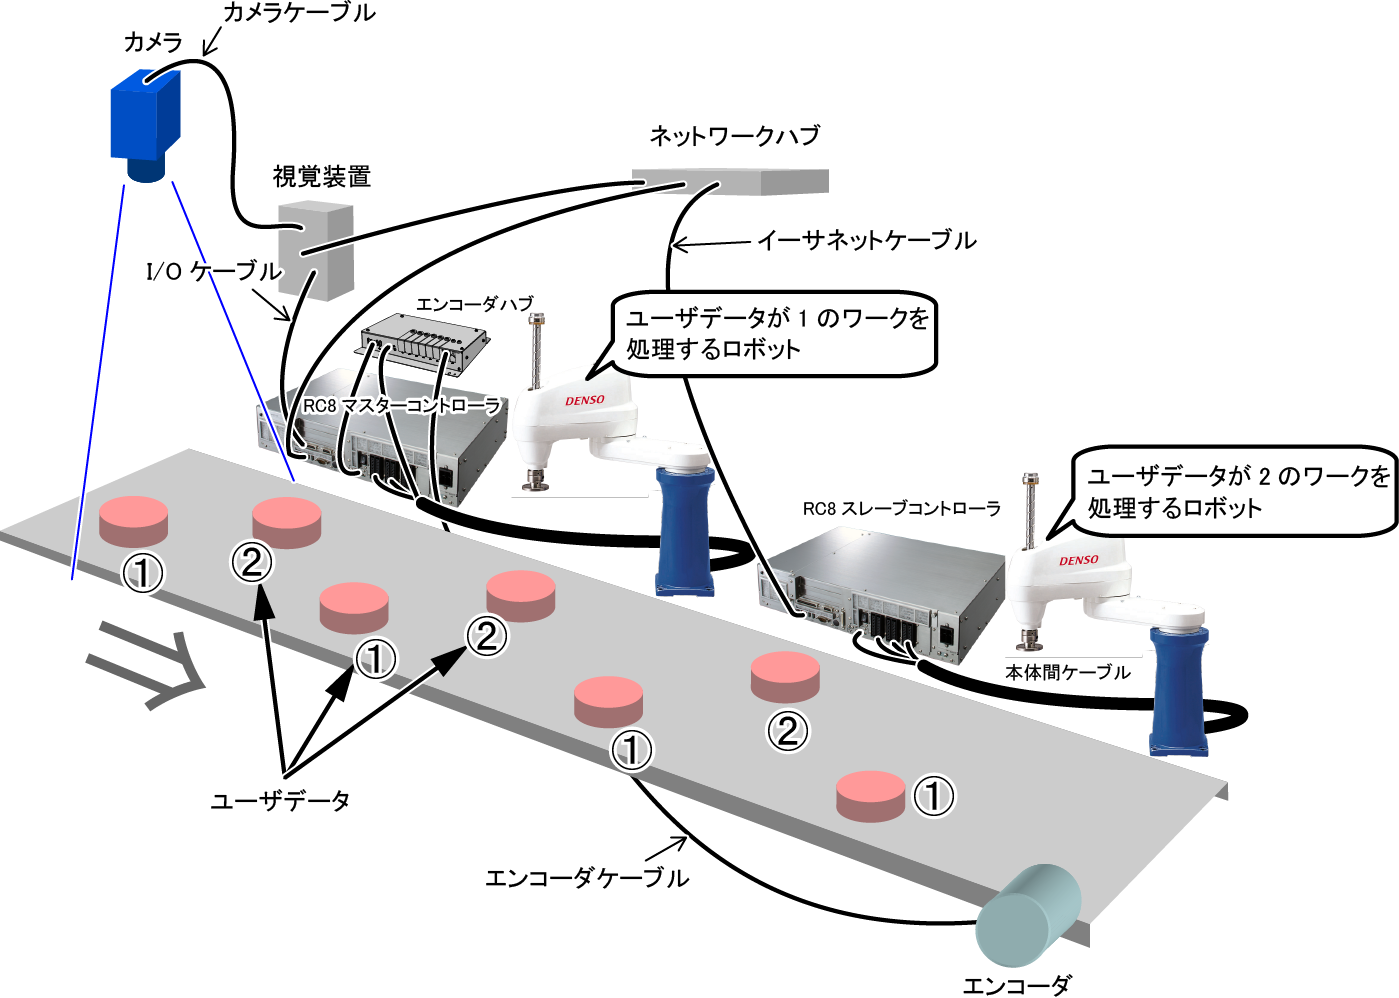 カメラケーブル
カメラ
ネットワークハブ
視覚装置
イーサネットケーブル
I/O ケーブル
エンコーダハブ
ユーザデータが 1 のワークを
処理するロボット
RC8 マスターコントローラ
DENSO
ユーザデータが 2 のワークを
処理するロボット
RC8 スレーブコントローラ
DENSO
①
②
①
②
本体間ケーブル
①
②
①
ユーザデータ
エンコーダケーブル
エンコーダ